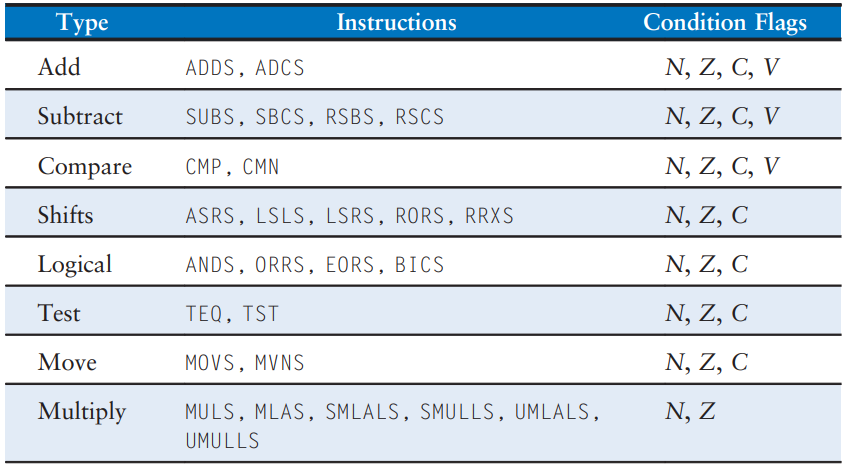 Type Instructions Condition Flags
Add ADDS, ADCS N, Z, C, V
Subtract SUBS, SBCS, RSBS, RSCS N, Z, C, V
Compare CMP, CMN N, Z, C, V
Shifts ASRS, LSLS, LSRS, RORS, RRXS N, Z, C
Logical ANDS, ORRS, EORS, BICS N, Z, C
Test TEQ, TST N, Z, C
Move MOVS, MVNS N, Z, C
Multiply MULS, MLAS, SMLALS, SMULLS, UMLALS, N, Z
UMULLS